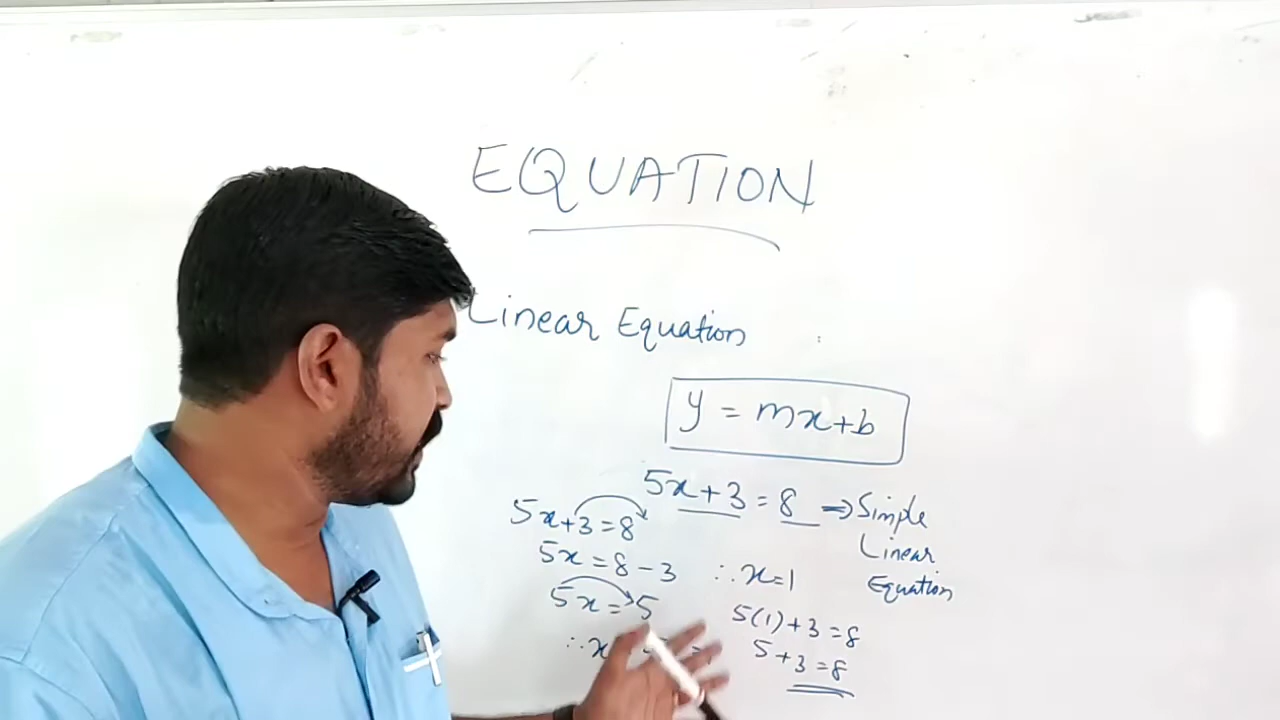 EQUATION
Linear Equation
y = mx+b
5x+3 = 8 ⇒ Simple
Linear
Equation
5x+3 = 8
5x = 8 - 3
5x = 5
∴ x
∴ x = 1
5(1) + 3 = 8
5 + 3 = 8